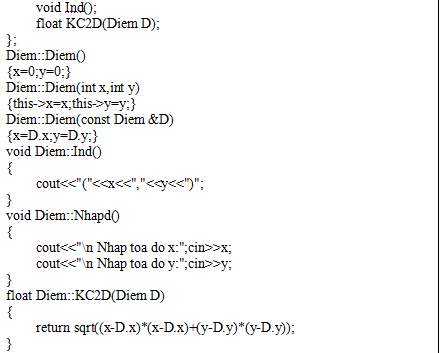 void Ind();
float KC2D(Diem D);
};
Diem::Diem()
{x=0;y=0;}
Diem::Diem(int x,int y)
{this->x=x;this->y=y;}
Diem::Diem(const Diem &D)
{x=D.x;y=D.y;}
void Diem::Ind()
{
cout<<"("<<x<<","<<y<<")";
}
void Diem::Nhapd()
{
cout<<"\n Nhap toa do x:";cin>>x;
cout<<"\n Nhap toa do y:";cin>>y;
}
float Diem::KC2D(Diem D)
{
return sqrt((x-D.x)*(x-D.x)+(y-D.y)*(y-D.y));
}